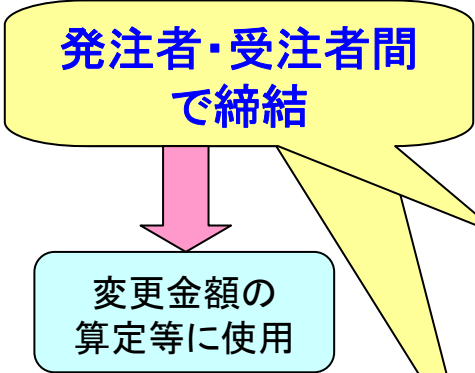 発注者・受注者間
で締結
変更金額の
算定等に使用